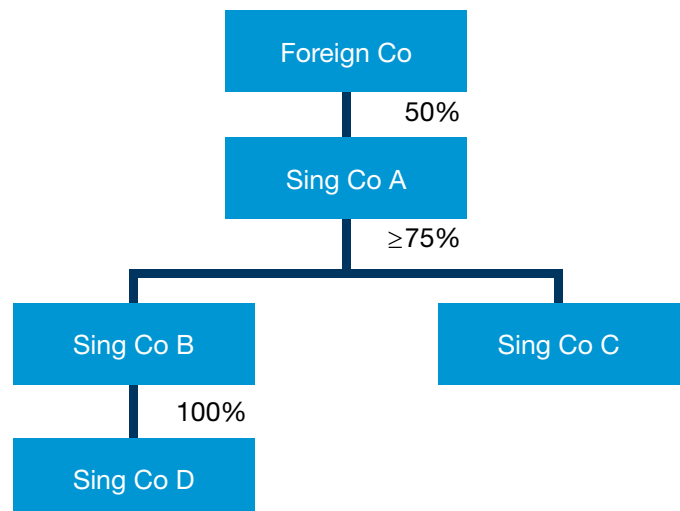 Foreign Co
50%
Sing Co A
≥75%
Sing Co B
Sing Co C
100%
Sing Co D